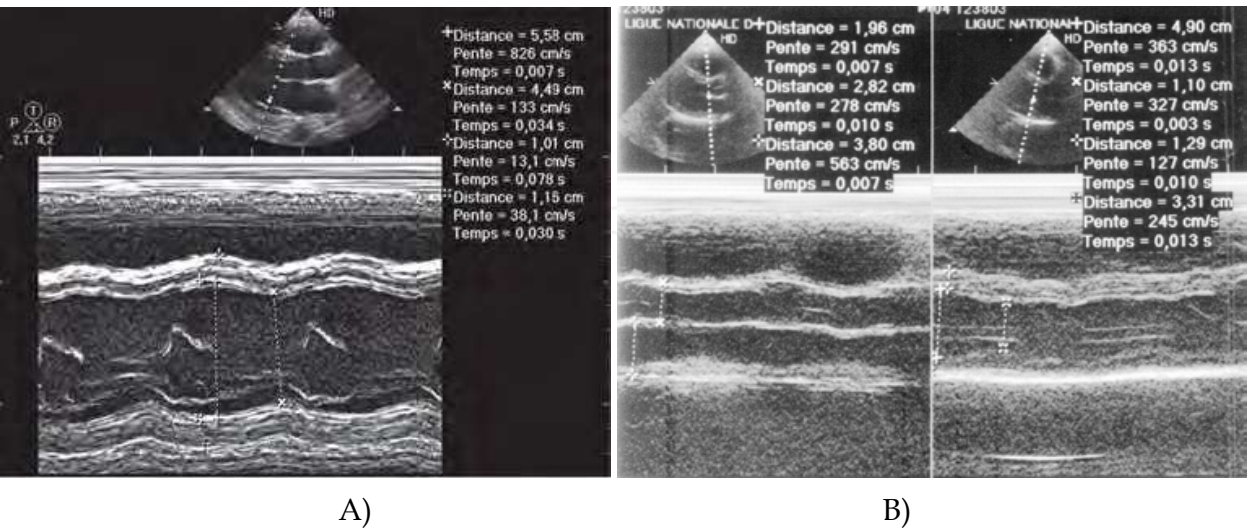 HD
+Distance = 5,58 cm
Pente = 826 cm/s
Temps = 0,007 s
×Distance = 4,49 cm
Pente = 133 cm/s
Temps = 0,034 s
Distance = 1,01 cm
Pente = 13,1 cm/s
Temps = 0,078 s
Distance = 1,15 cm
Pente = 38,1 cm/s
Temps = 0,030 s
T
P R
2,1 4,2
A)
23803
LIGUE NATIONALE D
HD
+Distance = 1,96 cm
Pente = 291 cm/s
Temps = 0,007 s
×Distance = 2,82 cm
Pente = 278 cm/s
Temps = 0,010 s
Distance = 3,80 cm
Pente = 563 cm/s
Temps = 0,007 s
04 123803
LIGUE NATIONA
HD
+Distance = 4,90 cm
Pente = 363 cm/s
Temps = 0,013 s
×Distance = 1,10 cm
Pente = 327 cm/s
Temps = 0,003 s
Distance = 1,29 cm
Pente = 127 cm/s
Temps = 0,010 s
Distance = 3,31 cm
Pente = 245 cm/s
Temps = 0,013 s
B)